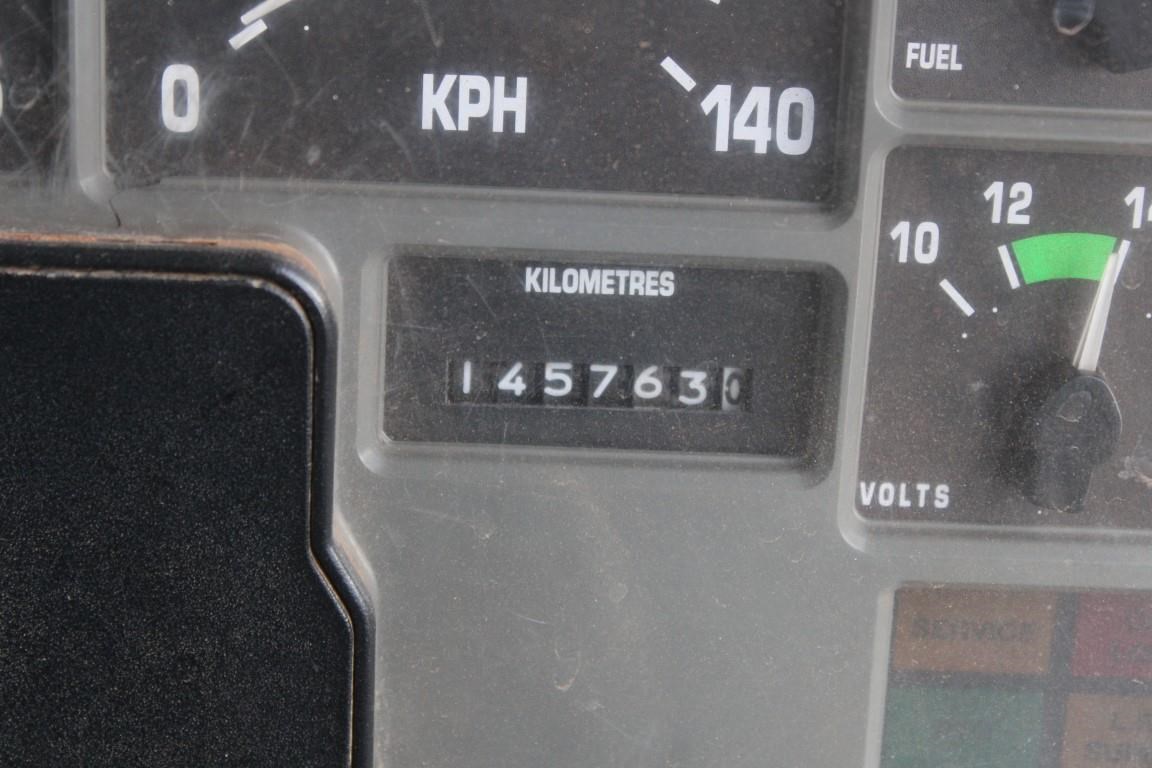 FUEL
0
KPH
140
10
12
KILOMETRES
1457630
VOLTS
SERVICE